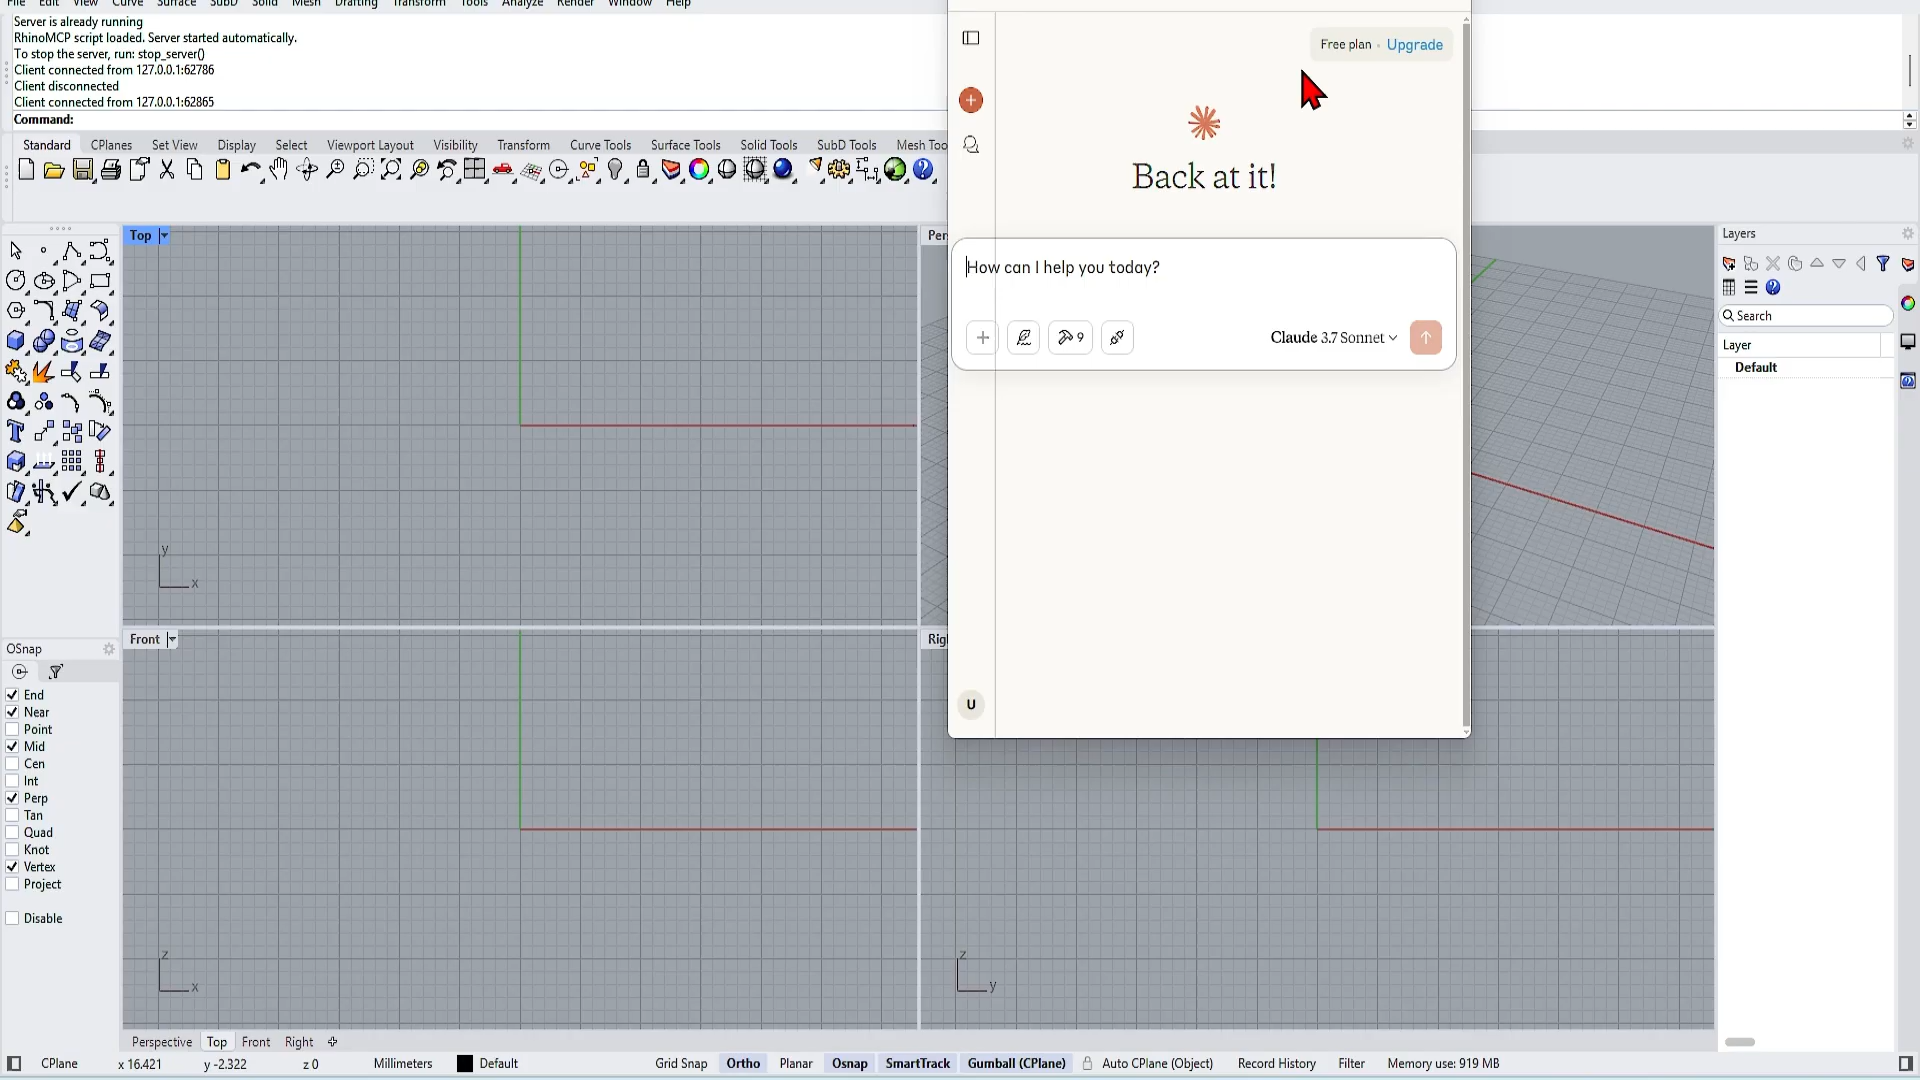 File Edit View Curve Surface SubD Solid Mesh Drafting Transform Tools Analyze Render Window Help
Server is already running
RhinoMCP script loaded. Server started automatically.
To stop the server, run: stop_server()
Client connected from 127.0.0.1:62786
Client disconnected
Client connected from 127.0.0.1:62865
Command:
Standard CPlanes Set View Display Select Viewport Layout Visibility Transform Curve Tools Surface Tools Solid Tools SubD Tools Mesh Too
Free plan · Upgrade
Back at it!
How can I help you today?
9
Claude 3.7 Sonnet
U
Top
Pers
Front
Righ
y
x
z
x
z
y
Layers
Search
Layer
Default
OSnap
End
Near
Point
Mid
Cen
Int
Perp
Tan
Quad
Knot
Vertex
Project
Disable
Perspective Top Front Right
CPlane x 16.421 y -2.322 z 0 Millimeters Default Grid Snap Ortho Planar Osnap SmartTrack Gumball (CPlane) Auto CPlane (Object) Record History Filter Memory use: 919 MB